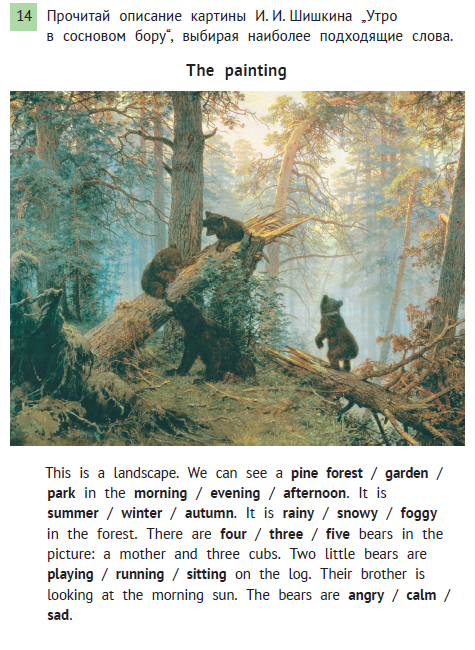 14 Прочитай описание картины И. И. Шишкина „Утро
в сосновом бору“, выбирая наиболее подходящие слова.
The painting
This is a landscape. We can see a pine forest / garden /
park in the morning / evening / afternoon. It is
summer / winter / autumn. It is rainy / snowy / foggy
in the forest. There are four / three / five bears in the
picture: a mother and three cubs. Two little bears are
playing / running / sitting on the log. Their brother is
looking at the morning sun. The bears are angry / calm /
sad.